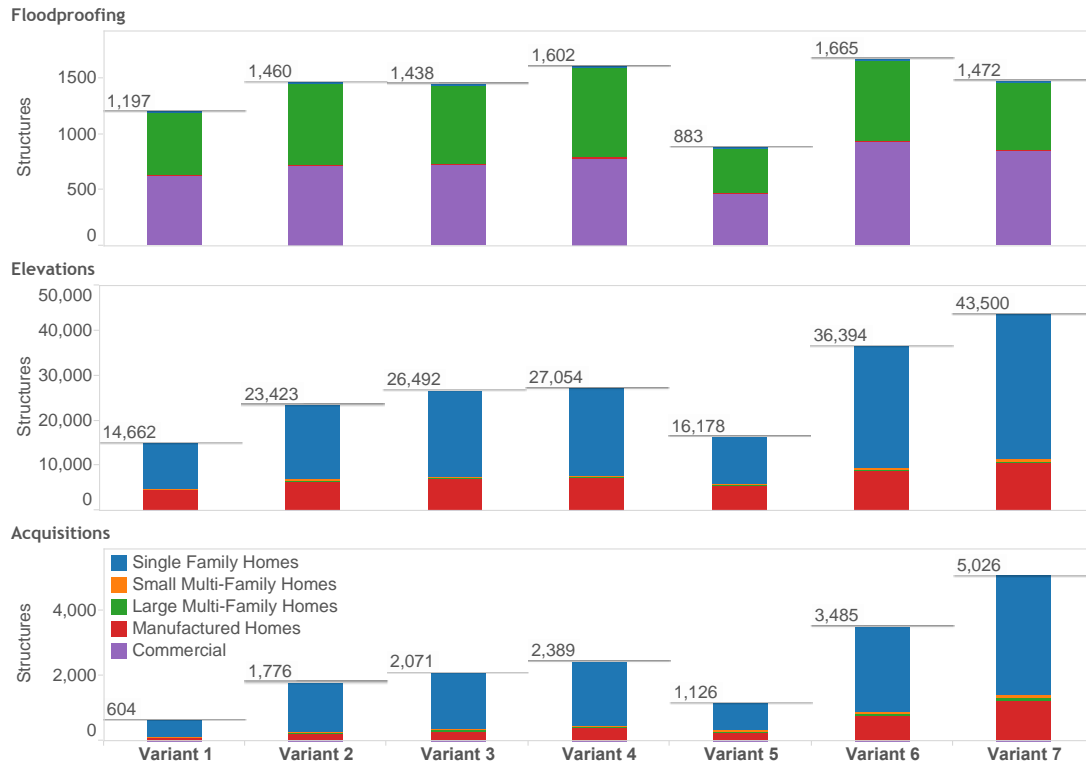 Floodproofing
1,197
1,460
1,438
1,602
883
1,665
1,472
1500
1000
500
0
Structures
Elevations
14,662
23,423
26,492
27,054
16,178
36,394
43,500
50,000
40,000
30,000
20,000
10,000
0
Structures
Acquisitions
Single Family Homes
Small Multi-Family Homes
Large Multi-Family Homes
Manufactured Homes
Commercial
604
1,776
2,071
2,389
1,126
3,485
5,026
4,000
2,000
0
Structures
Variant 1 Variant 2 Variant 3 Variant 4 Variant 5 Variant 6 Variant 7